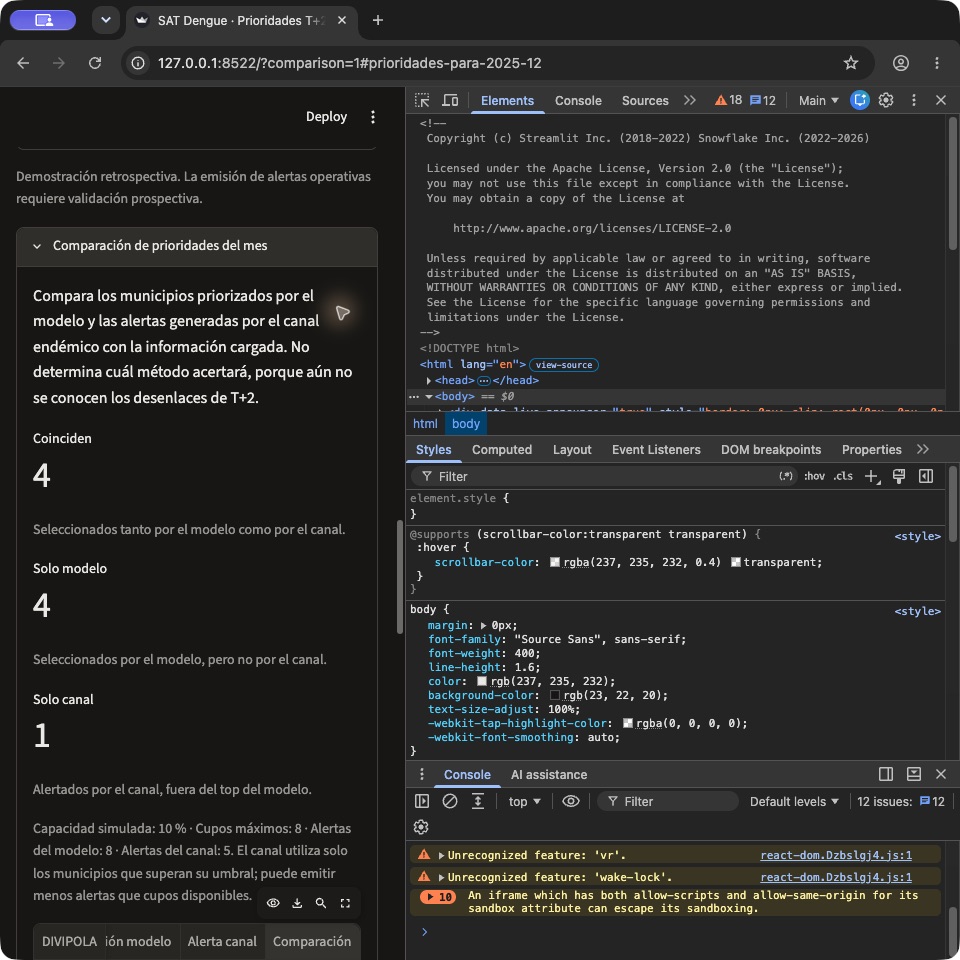 SAT Dengue · Prioridades T+2
127.0.0.1:8522/?comparison=1#prioridades-para-2025-12
Deploy
Demostración retrospectiva. La emisión de alertas operativas
requiere validación prospectiva.
Comparación de prioridades del mes
Compara los municipios priorizados por el
modelo y las alertas generadas por el canal
endémico con la información cargada. No
determina cuál método acertará, porque aún no
se conocen los desenlaces de T+2.
Coinciden
4
Seleccionados tanto por el modelo como por el canal.
Solo modelo
4
Seleccionados por el modelo, pero no por el canal.
Solo canal
1
Alertados por el canal, fuera del top del modelo.
Capacidad simulada: 10 % · Cupos máximos: 8 · Alertas
del modelo: 8 · Alertas del canal: 5. El canal utiliza solo
los municipios que superan su umbral; puede emitir
menos alertas que cupos disponibles.
DIVIPOLA ión modelo Alerta canal Comparación
Elements Console Sources 18 12 Main
<!--
Copyright (c) Streamlit Inc. (2018-2022) Snowflake Inc. (2022-2026)
Licensed under the Apache License, Version 2.0 (the "License");
you may not use this file except in compliance with the License.
You may obtain a copy of the License at
http://www.apache.org/licenses/LICENSE-2.0
Unless required by applicable law or agreed to in writing, software
distributed under the License is distributed on an "AS IS" BASIS,
WITHOUT WARRANTIES OR CONDITIONS OF ANY KIND, either express or implied.
See the License for the specific language governing permissions and
limitations under the License.
-->
<!DOCTYPE html>
<html lang="en"> view-source
<head> </head>
<body> == $0
html body
Styles Computed Layout Event Listeners DOM breakpoints Properties
Filter :hov .cls
element.style {
}
@supports (scrollbar-color:transparent transparent) { <style>
:hover {
scrollbar-color: rgba(237, 235, 232, 0.4) transparent;
}
}
body { <style>
margin: 0px;
font-family: "Source Sans", sans-serif;
font-weight: 400;
line-height: 1.6;
color: rgb(237, 235, 232);
background-color: rgb(23, 22, 20);
text-size-adjust: 100%;
-webkit-tap-highlight-color: rgba(0, 0, 0, 0);
-webkit-font-smoothing: auto;
}
Console AI assistance
top Filter Default levels 12 issues: 12
Unrecognized feature: 'vr'. react-dom.Dzbslgj4.js:1
Unrecognized feature: 'wake-lock'. react-dom.Dzbslgj4.js:1
10 An iframe which has both allow-scripts and allow-same-origin for its
sandbox attribute can escape its sandboxing.